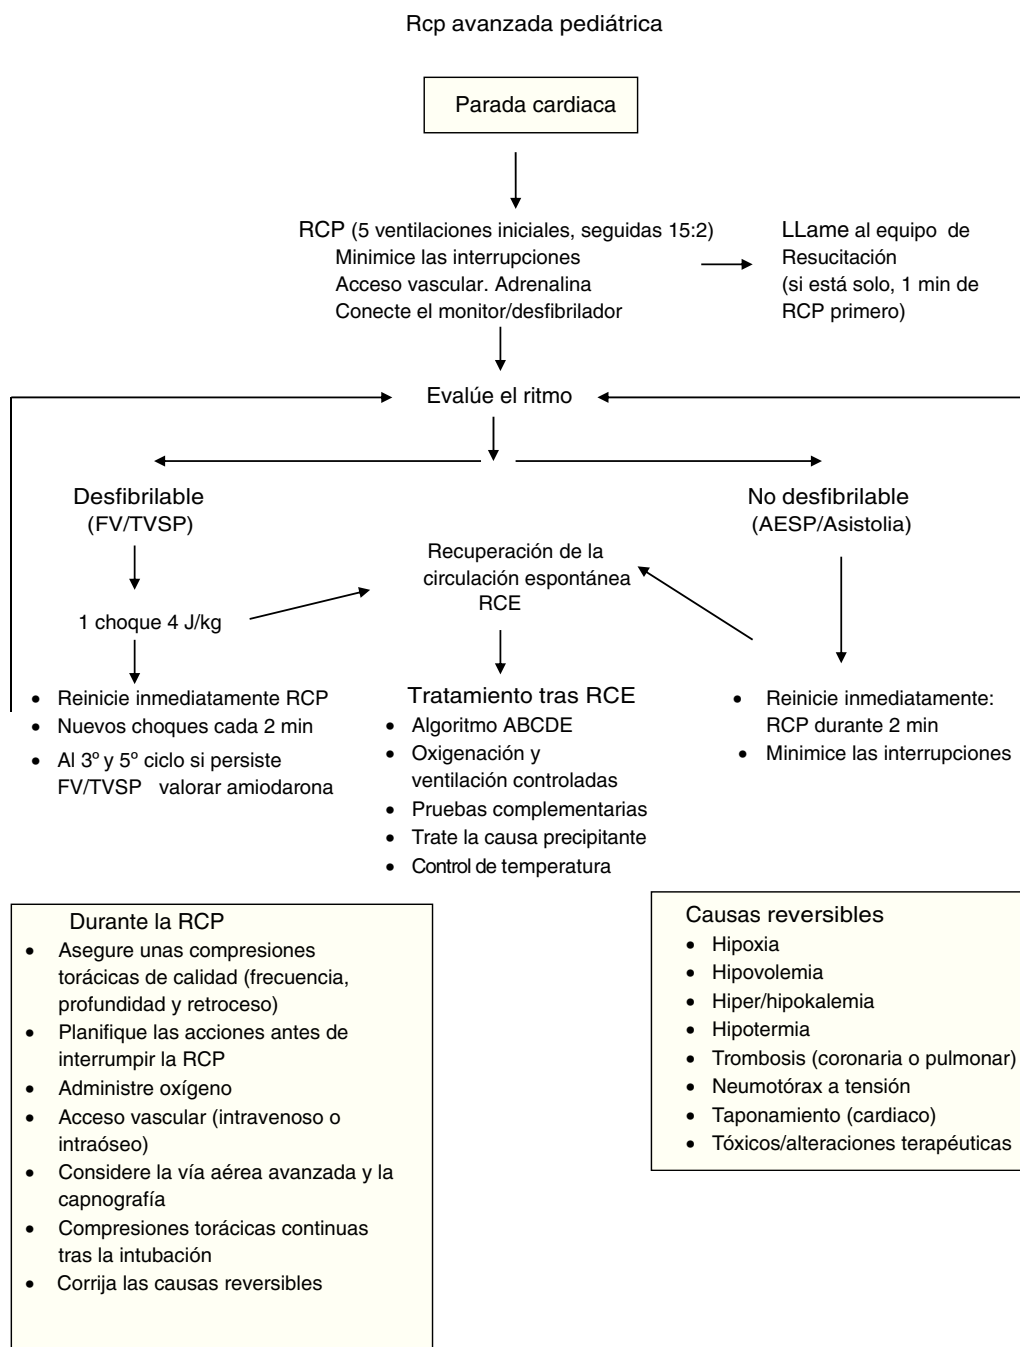 Rcp avanzada pediátrica
Parada cardiaca
RCP (5 ventilaciones iniciales, seguidas 15:2)
Minimice las interrupciones
Acceso vascular. Adrenalina
Conecte el monitor/desfibrilador
LLame al equipo de
Resucitación
(si está solo, 1 min de
RCP primero)
Evalúe el ritmo
Desfibrilable
(FV/TVSP)
No desfibrilable
(AESP/Asistolia)
Recuperación de la
circulación espontánea
RCE
1 choque 4 J/kg
• Reinicie inmediatamente RCP
• Nuevos choques cada 2 min
• Al 3º y 5º ciclo si persiste
FV/TVSP valorar amiodarona
Tratamiento tras RCE
• Algoritmo ABCDE
• Oxigenación y
ventilación controladas
• Pruebas complementarias
• Trate la causa precipitante
• Control de temperatura
• Reinicie inmediatamente:
RCP durante 2 min
• Minimice las interrupciones
Durante la RCP
• Asegure unas compresiones
torácicas de calidad (frecuencia,
profundidad y retroceso)
• Planifique las acciones antes de
interrumpir la RCP
• Administre oxígeno
• Acceso vascular (intravenoso o
intraóseo)
• Considere la vía aérea avanzada y la
capnografía
• Compresiones torácicas continuas
tras la intubación
• Corrija las causas reversibles
Causas reversibles
• Hipoxia
• Hipovolemia
• Hiper/hipokalemia
• Hipotermia
• Trombosis (coronaria o pulmonar)
• Neumotórax a tensión
• Taponamiento (cardiaco)
• Tóxicos/alteraciones terapéuticas